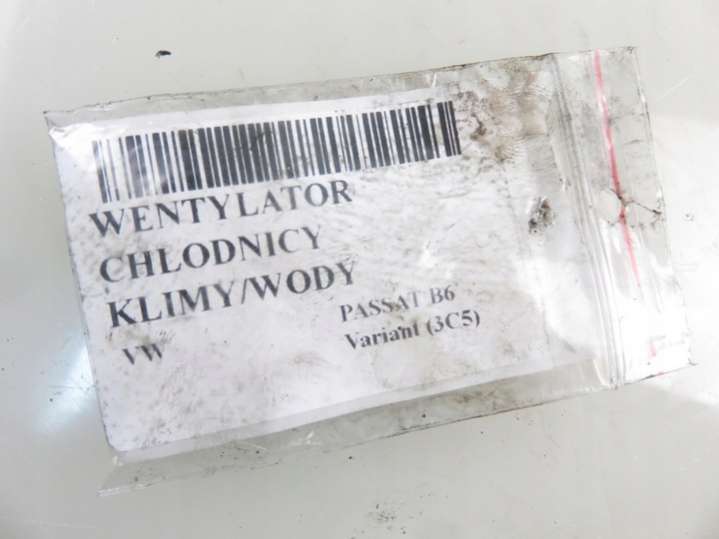 WENTYLATOR
CHLODNICY
KLIMY/WODY
VW
PASSAT B6
Variant (3C5)